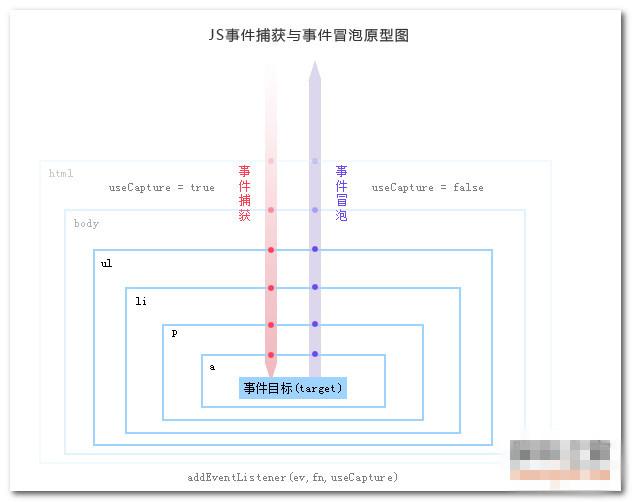 JS事件捕获与事件冒泡原型图
html
useCapture = true
事件捕获
事件冒泡
useCapture = false
body
ul
li
p
a
事件目标(target)
addEventListener(ev,fn,useCapture)